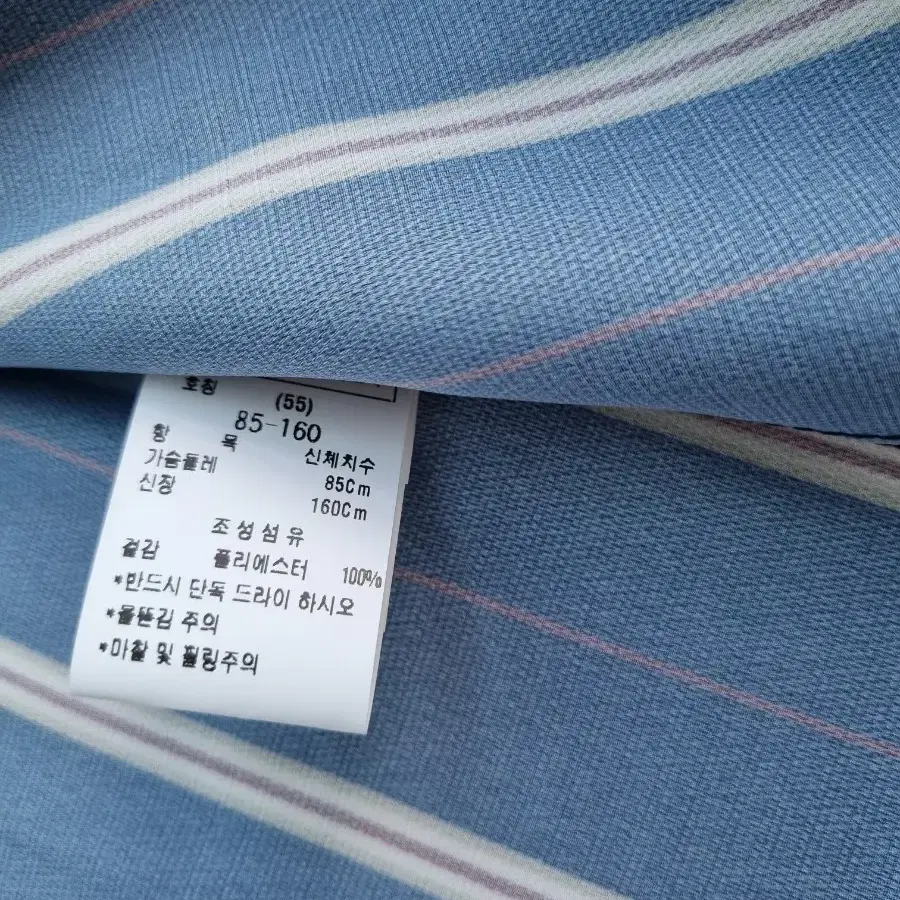 호칭
(55)
85-160
항 목 신체치수
가슴둘레 85Cm
신장 160Cm
조성섬유
겉감 폴리에스터 100%
*반드시 단독 드라이 하시오
*올뜯김 주의
*마찰 및 필링주의